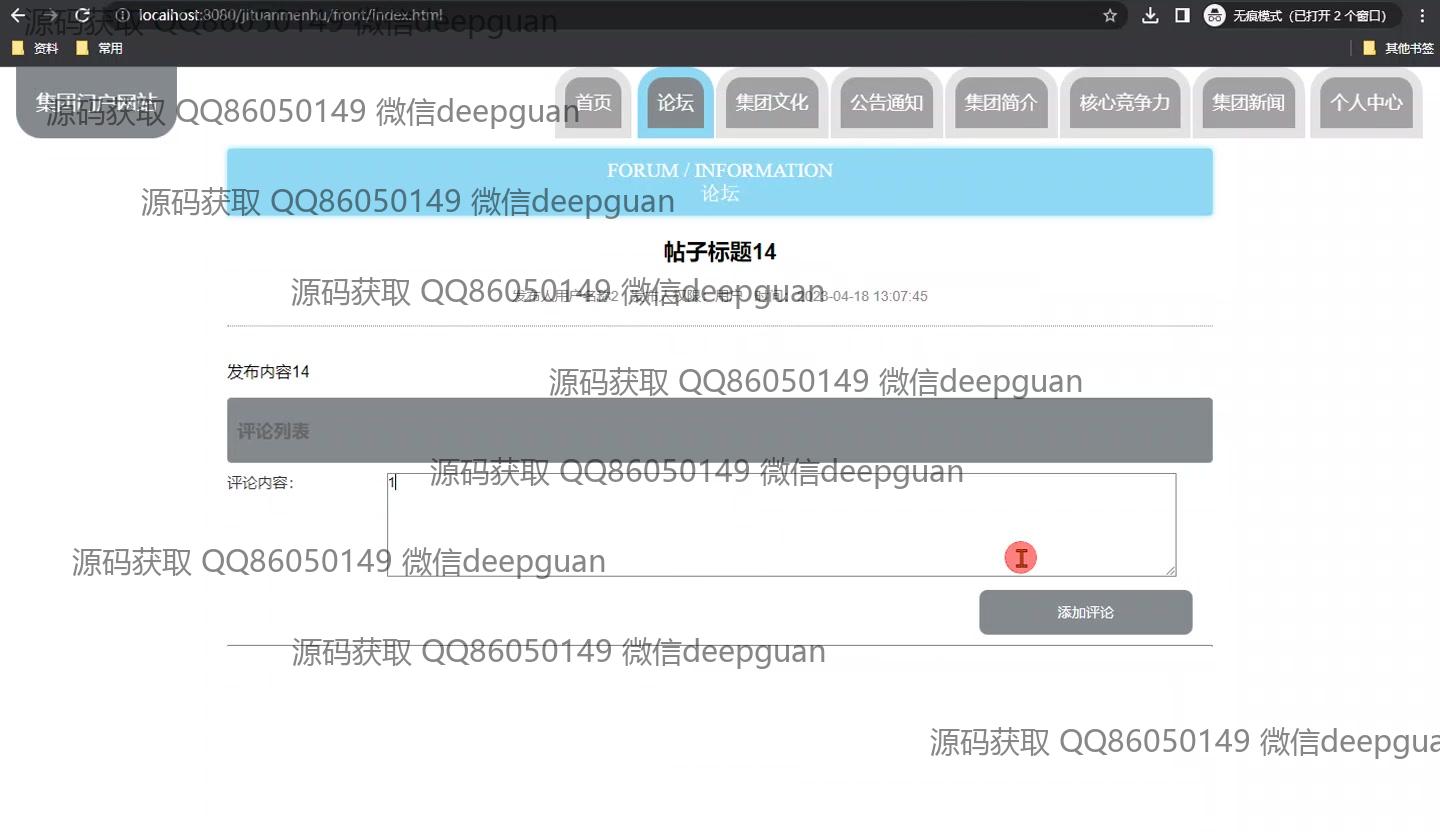 localhost:8080/jituanmenhu/front/index.html
无痕模式（已打开 2 个窗口）
资料
常用
其他书签
源码获取 QQ86050149 微信deepguan
集团门户网站
首页
论坛
集团文化
公告通知
集团简介
核心竞争力
集团新闻
个人中心
源码获取 QQ86050149 微信deepguan
FORUM / INFORMATION
论坛
源码获取 QQ86050149 微信deepguan
帖子标题14
发布人用户名称2 发布人权限：用户 时间：2023-04-18 13:07:45
源码获取 QQ86050149 微信deepguan
发布内容14
源码获取 QQ86050149 微信deepguan
评论列表
源码获取 QQ86050149 微信deepguan
评论内容：
1
源码获取 QQ86050149 微信deepguan
添加评论
源码获取 QQ86050149 微信deepguan
源码获取 QQ86050149 微信deepgua